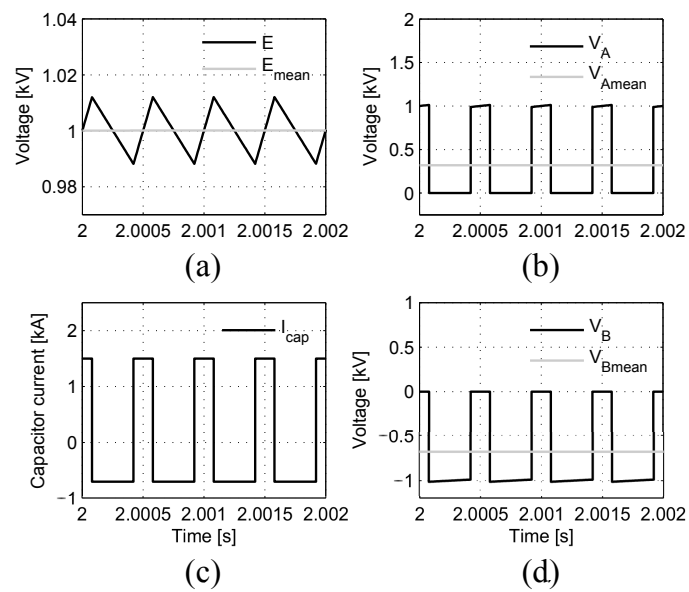 1.04
1.02
1
0.98
Voltage [kV]
E
E_mean
2 2.0005 2.001 2.0015 2.002
(a)
2
1.5
1
0.5
0
Voltage [kV]
V_A
V_Amean
2 2.0005 2.001 2.0015 2.002
(b)
2
1
0
−1
Capacitor current [kA]
I_cap
2 2.0005 2.001 2.0015 2.002
Time [s]
(c)
1
0.5
0
−0.5
−1
Voltage [kV]
V_B
V_Bmean
2 2.0005 2.001 2.0015 2.002
Time [s]
(d)